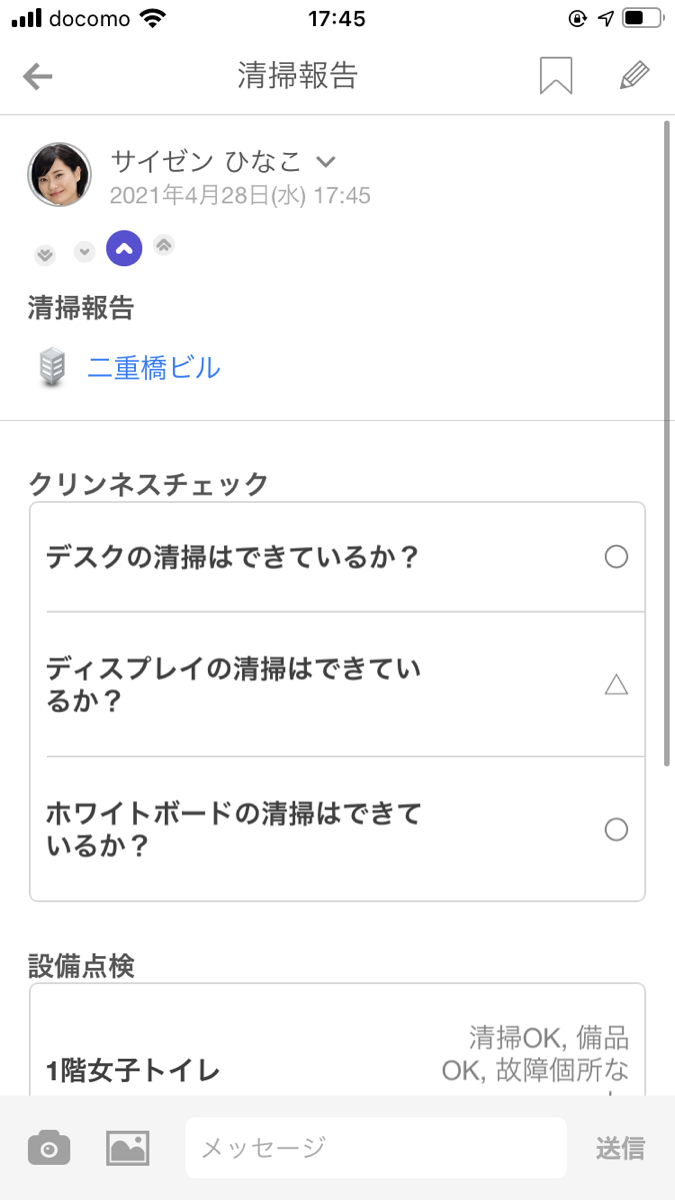 docomo 17:45
清掃報告
サイゼン ひなこ
2021年4月28日(水) 17:45
清掃報告
二重橋ビル
クリンネスチェック
デスクの清掃はできているか？ ○
ディスプレイの清掃はできてい
るか？ △
ホワイトボードの清掃はできて
いるか？ ○
設備点検
1階女子トイレ
清掃OK, 備品
OK, 故障個所な
メッセージ 送信